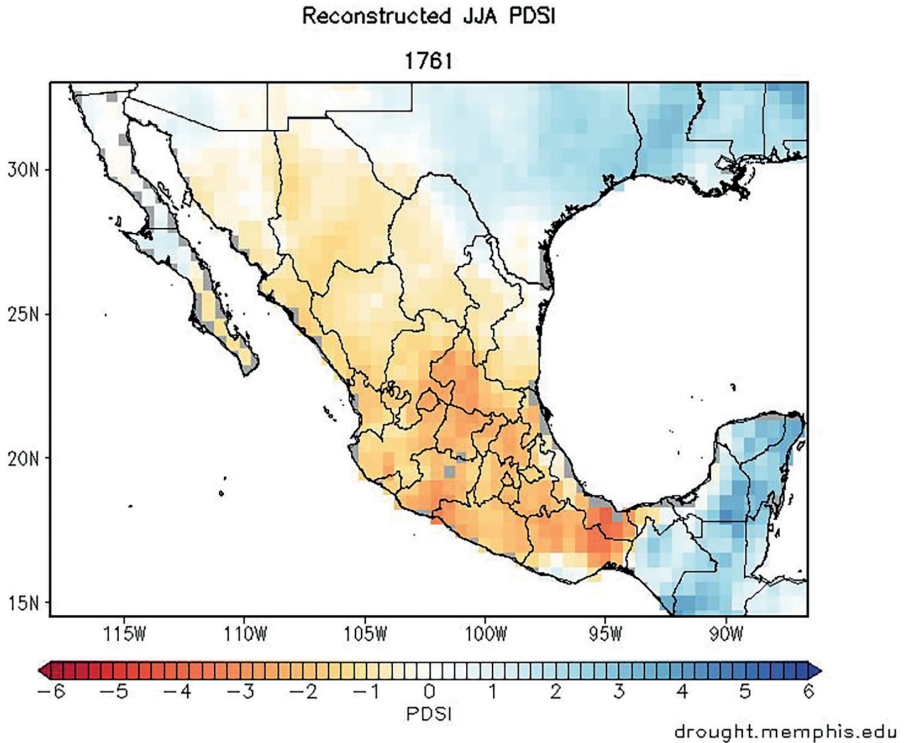 Reconstructed JJA PDSI
1761
30N
25N
20N
15N
115W 110W 105W 100W 95W 90W
−6 −5 −4 −3 −2 −1 0 1 2 3 4 5 6
PDSI
drought.memphis.edu